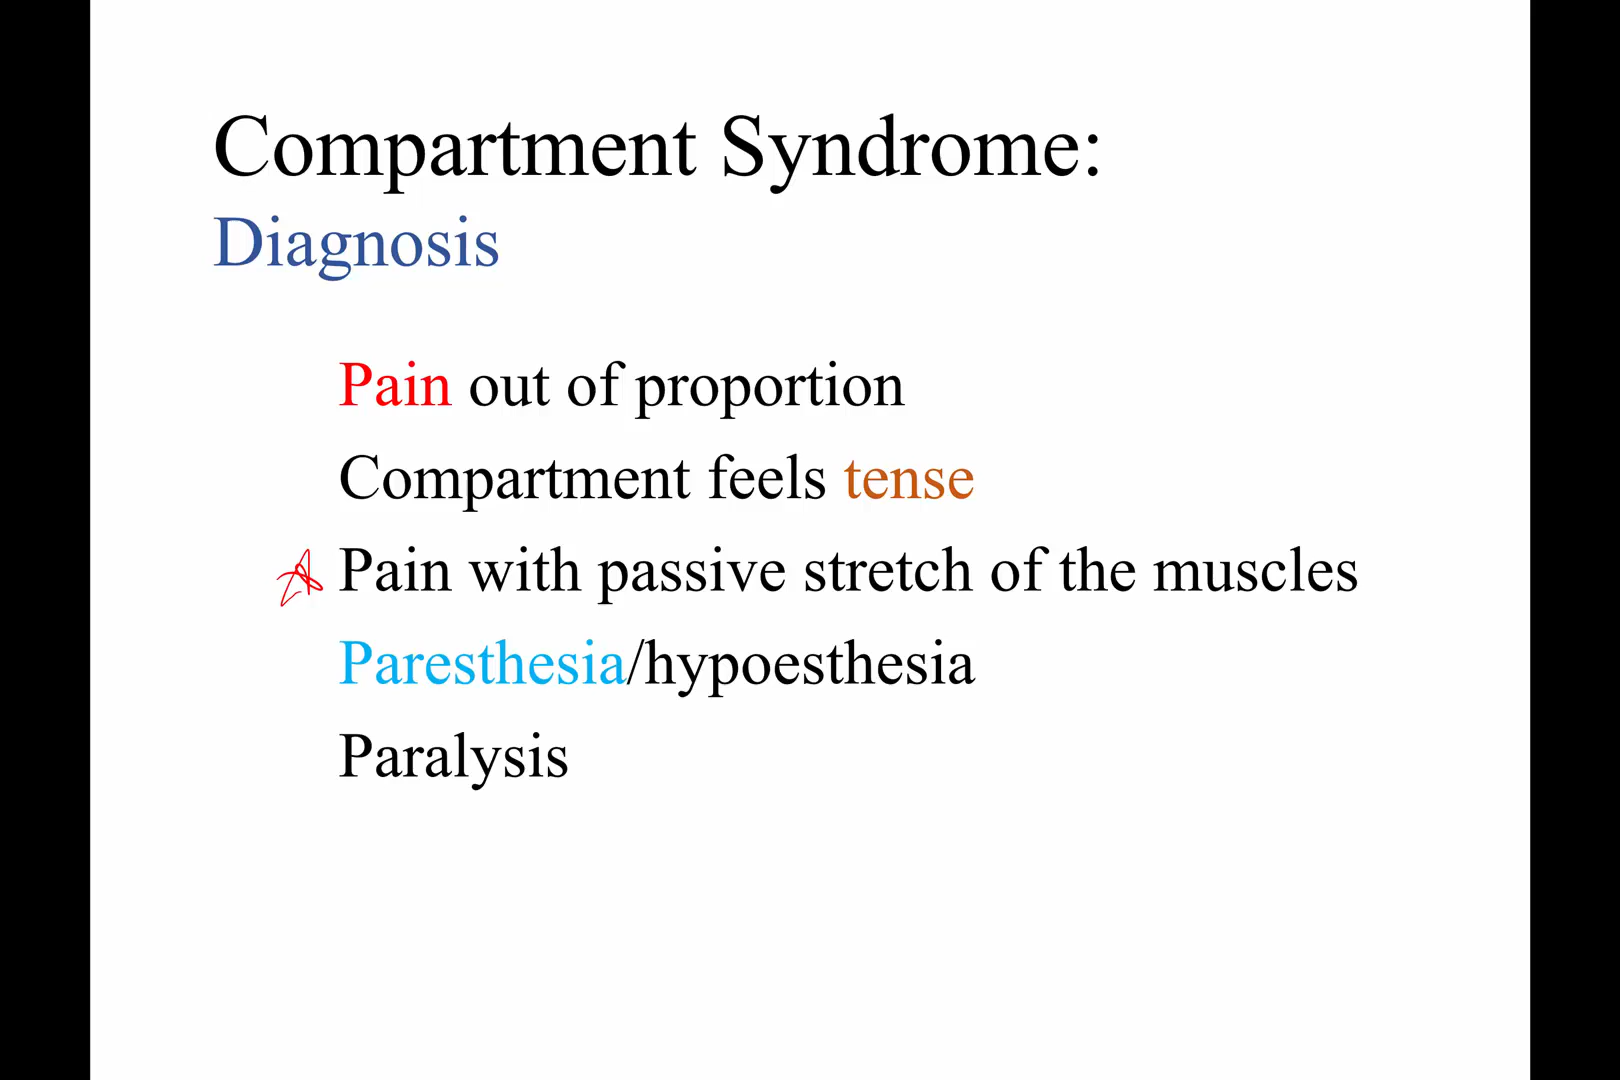 Compartment Syndrome:
Diagnosis
Pain out of proportion
Compartment feels tense
Pain with passive stretch of the muscles
Paresthesia/hypoesthesia
Paralysis